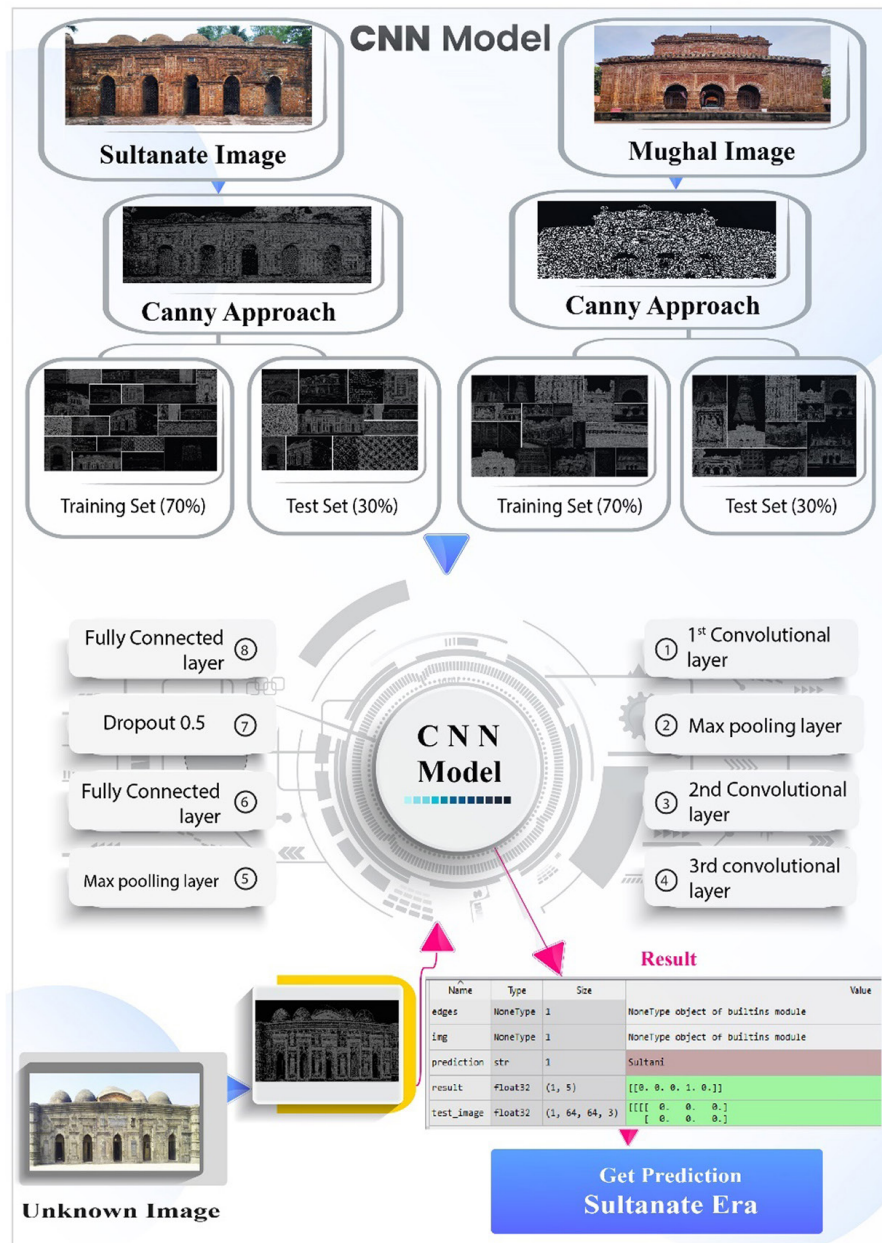 CNN Model
Sultanate Image
Mughal Image
Canny Approach
Canny Approach
Training Set (70%)
Test Set (30%)
Training Set (70%)
Test Set (30%)
Fully Connected
layer
8
Dropout 0.5
7
Fully Connected
layer
6
Max poolling layer
5
C N N
Model
1
1st Convolutional
layer
2
Max pooling layer
3
2nd Convolutional
layer
4
3rd convolutional
layer
Result
Name Type Size Value
edges NoneType 1 NoneType object of builtins module
img NoneType 1 NoneType object of builtins module
prediction str 1 Sultani
result float32 (1, 5) [[0. 0. 0. 1. 0.]]
test_image float32 (1, 64, 64, 3) [[[[ 0. 0. 0.]
[ 0. 0. 0.]
Unknown Image
Get Prediction
Sultanate Era